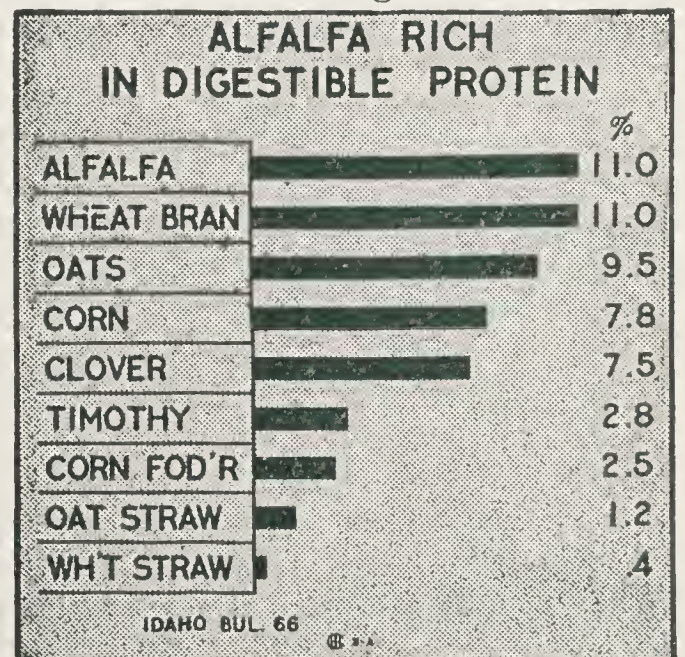 ALFALFA RICH
IN DIGESTIBLE PROTEIN
%
ALFALFA 11.0
WHEAT BRAN 11.0
OATS 9.5
CORN 7.8
CLOVER 7.5
TIMOTHY 2.8
CORN FOD'R 2.5
OAT STRAW 1.2
WH'T STRAW .4
IDAHO BUL. 66